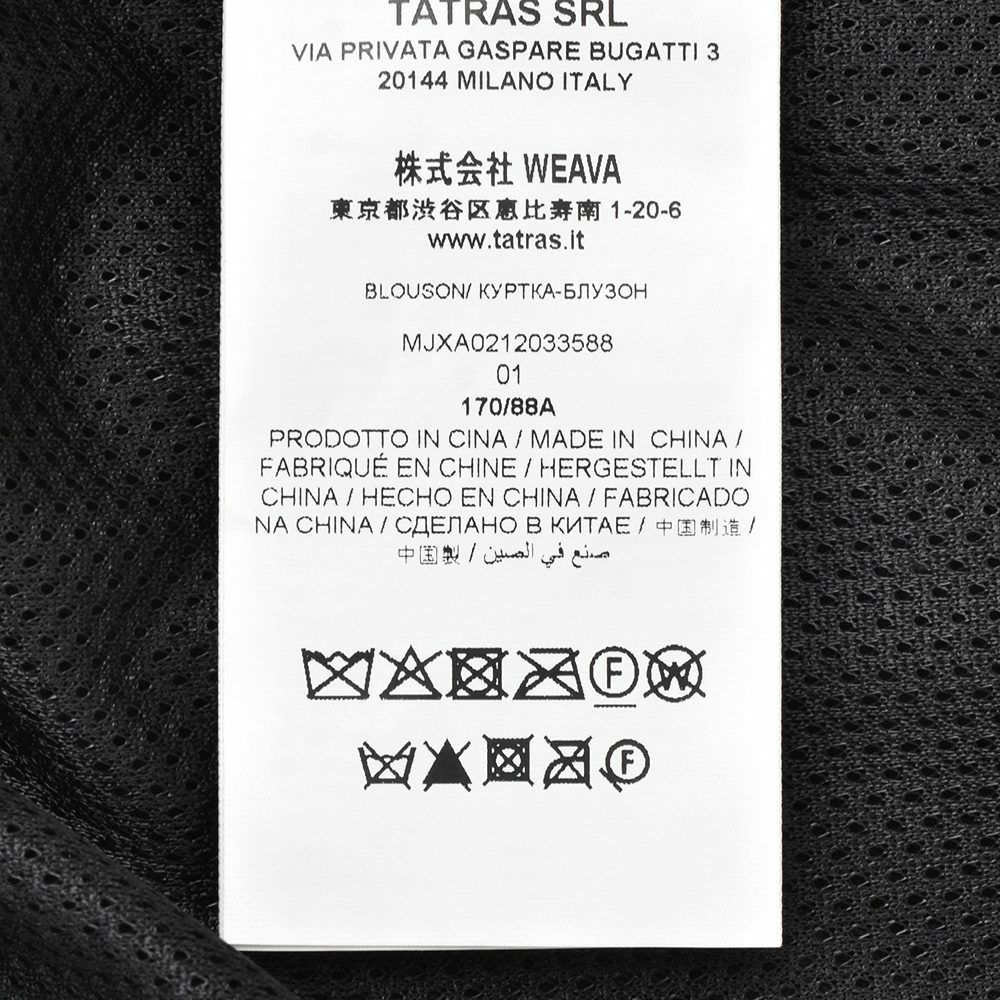 TATRAS SRL
VIA PRIVATA GASPARE BUGATTI 3
20144 MILANO ITALY
株式会社 WEAVA
東京都渋谷区恵比寿南 1-20-6
www.tatras.it
BLOUSON/ КУРТКА-БЛУЗОН
MJXA0212033588
01
170/88A
PRODOTTO IN CINA / MADE IN CHINA /
FABRIQUÉ EN CHINE / HERGESTELLT IN
CHINA / HECHO EN CHINA / FABRICADO
NA CHINA / СДЕЛАНО В КИТАЕ / 中国制造 /
中国製 / صنع في الصين
F W
F